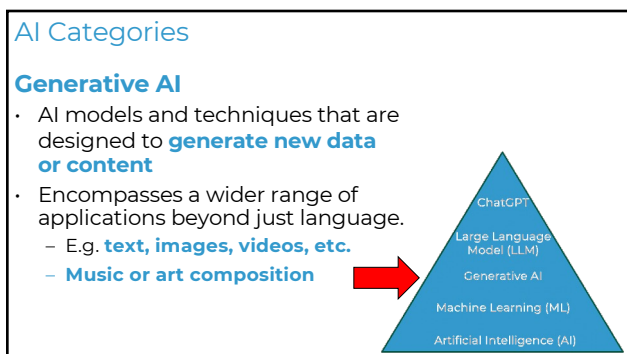 AI Categories
Generative AI
• AI models and techniques that are
designed to generate new data
or content
• Encompasses a wider range of
applications beyond just language.
– E.g. text, images, videos, etc.
– Music or art composition
ChatGPT
Large Language
Model (LLM)
Generative AI
Machine Learning (ML)
Artificial Intelligence (AI)